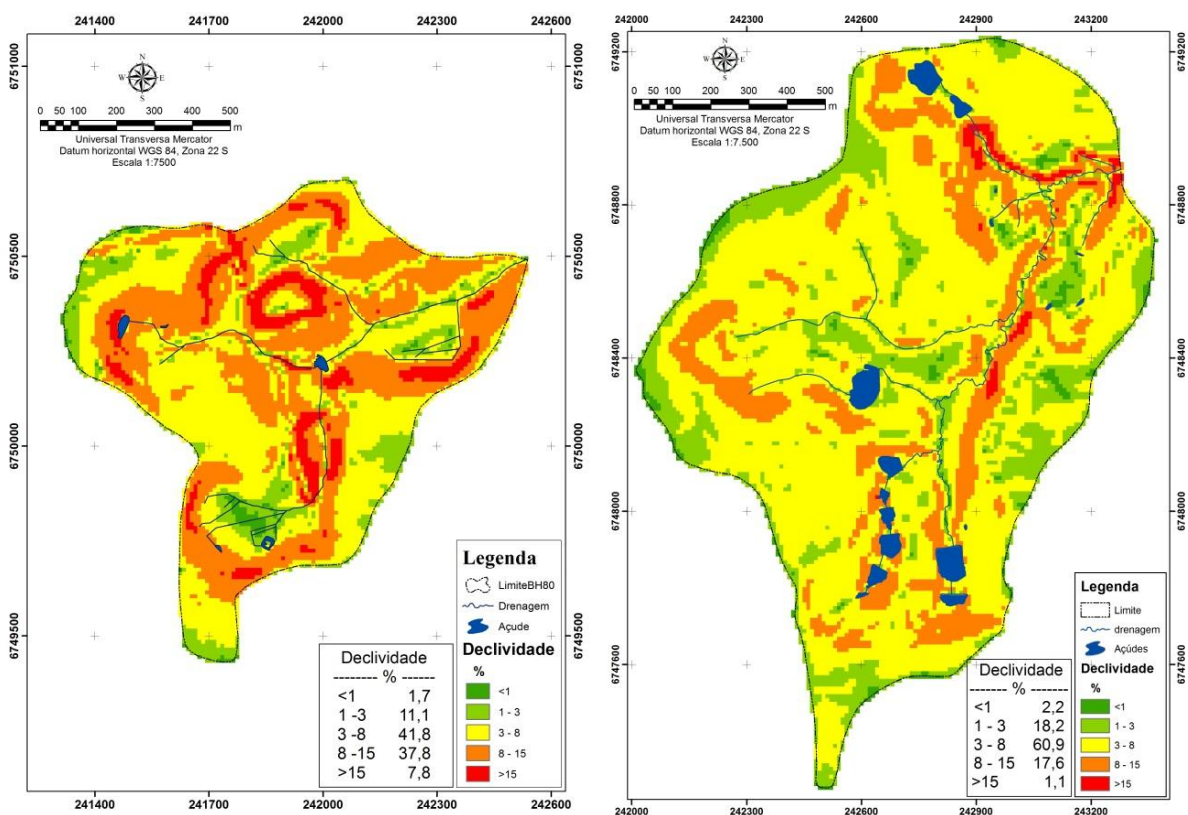 241400 241700 242000 242300 242600
N
W E
S
0 50 100 200 300 400 500
m
Universal Transversa Mercator
Datum horizontal WGS 84, Zona 22 S
Escala 1:7500
6751000
6750500
6750000
6749500
6751000
6750500
6750000
6749500
Legenda
LimiteBH80
Drenagem
Açude
Declividade
%
<1
1 - 3
3 - 8
8 - 15
>15
Declividade
-------- % ------
<1 1,7
1 -3 11,1
3 -8 41,8
8 -15 37,8
>15 7,8
241400 241700 242000 242300 242600
242000 242300 242600 242900 243200
N
W E
S
0 50 100 200 300 400 500
m
Universal Transversa Mercator
Datum horizontal WGS 84, Zona 22 S
Escala 1:7.500
6749200
6748800
6748400
6748000
6747600
6749200
6748800
6748400
6748000
6747600
Legenda
Limite
drenagem
Açúdes
Declividade
%
<1
1 - 3
3 - 8
8 - 15
>15
Declividade
------- % -------
<1 2,2
1 - 3 18,2
3 - 8 60,9
8 - 15 17,6
>15 1,1
242000 242300 242600 242900 243200